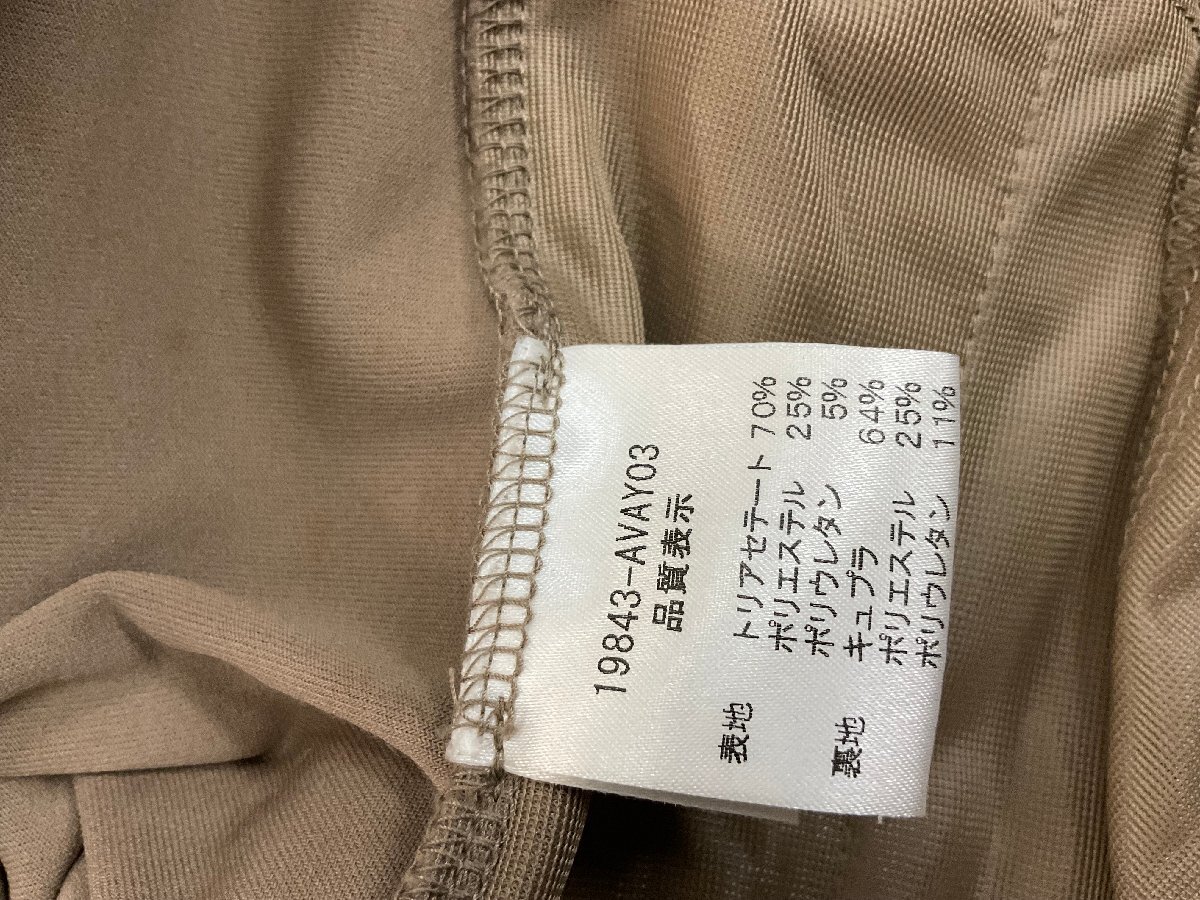 19843-AVAY03
品質表示
表地 トリアセテート 70%
ポリエステル 25%
ポリウレタン 5%
裏地 キュプラ 64%
ポリエステル 25%
ポリウレタン 11%